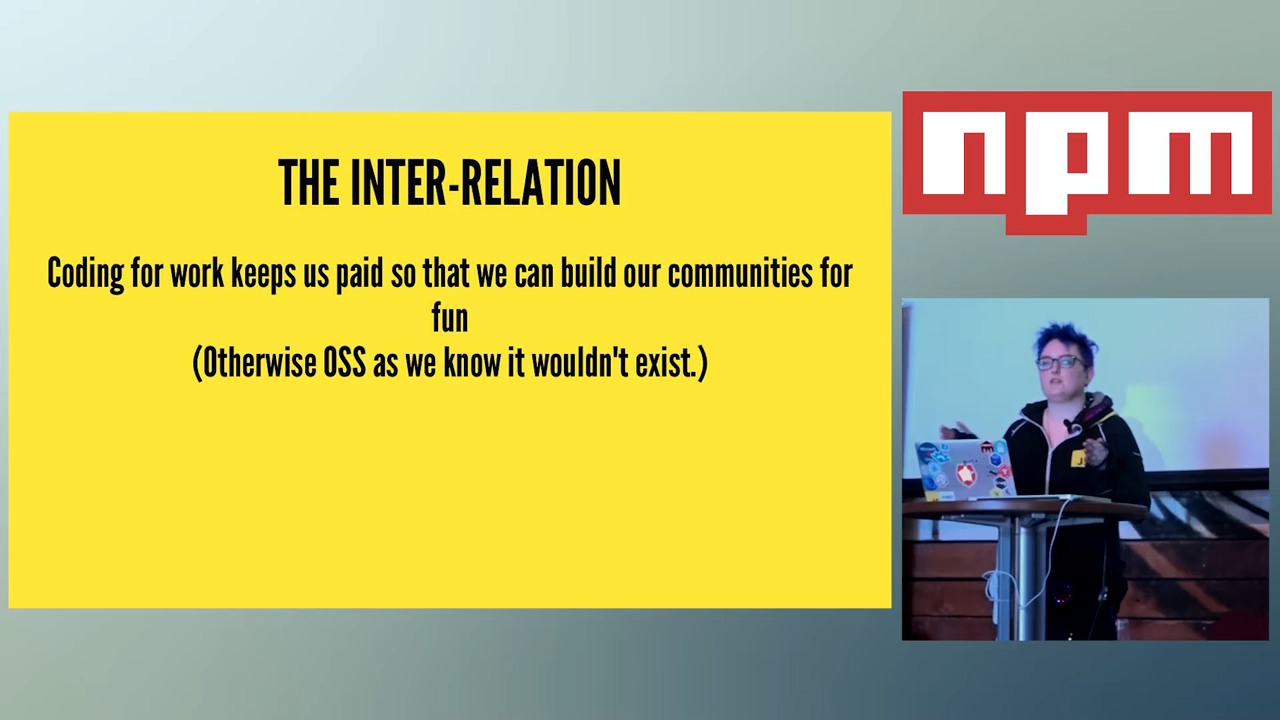 THE INTER-RELATION
Coding for work keeps us paid so that we can build our communities for
fun
(Otherwise OSS as we know it wouldn't exist.)
npm
JS